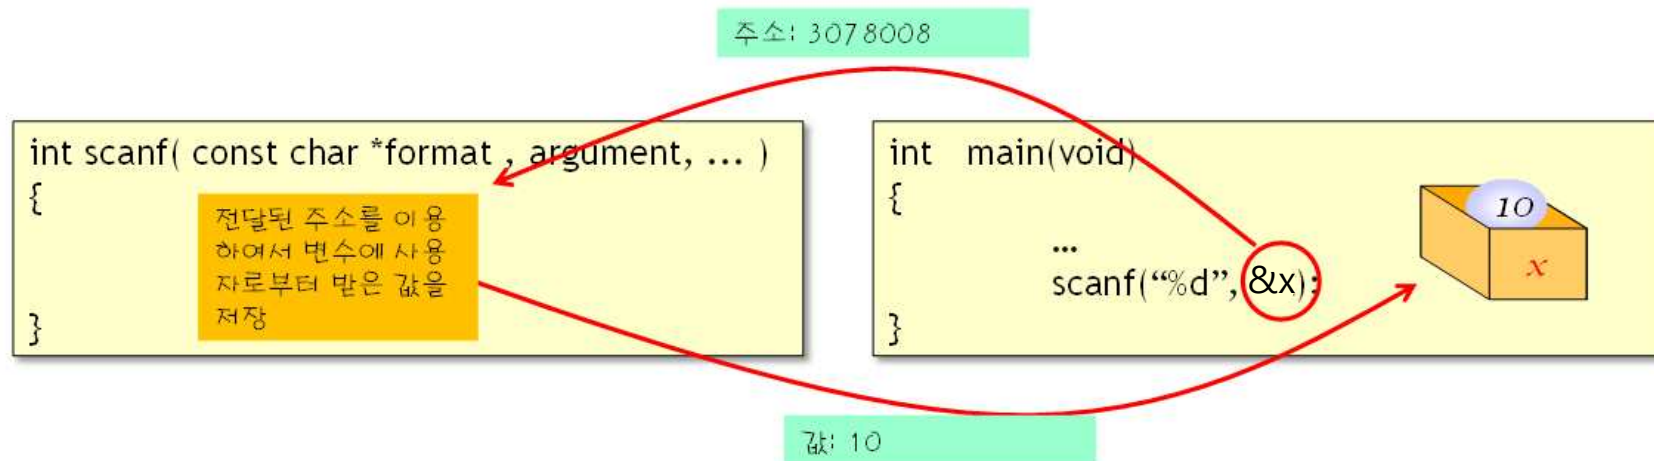 주소: 3078008
int scanf( const char *format , argument, ... )
{
전달된 주소를 이용
하여서 변수에 사용
자로부터 받은 값을
저장
}
int main(void)
{
...
scanf(“%d”, &x);
}
10
x
값: 10